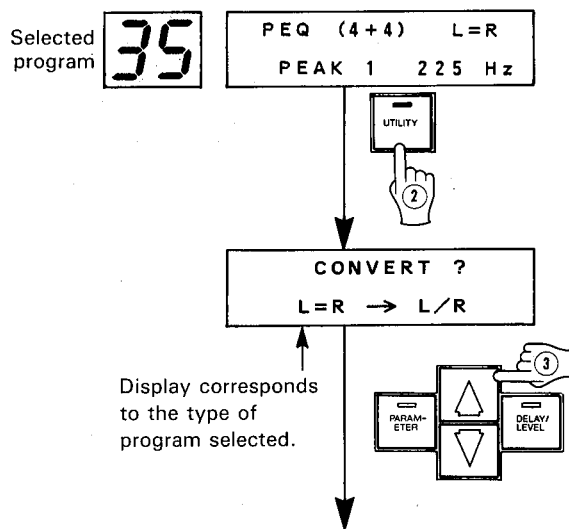 Selected
program
35
PEQ (4+4) L=R
PEAK 1 225 Hz
UTILITY
2
CONVERT ?
L=R → L/R
3
Display corresponds
to the type of
program selected.
PARAM-
ETER
DELAY/
LEVEL